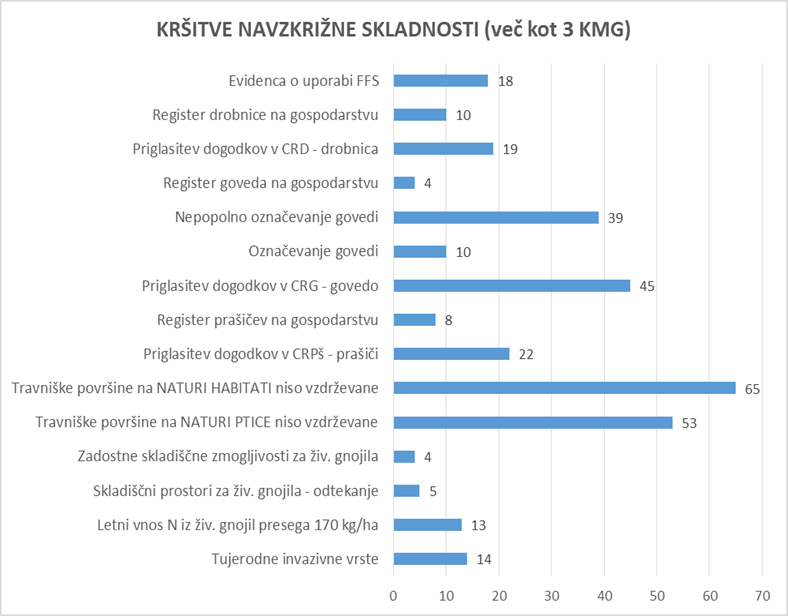 KRŠITVE NAVZKRIŽNE SKLADNOSTI (več kot 3 KMG)
Evidenca o uporabi FFS 18
Register drobnice na gospodarstvu 10
Priglasitev dogodkov v CRD - drobnica 19
Register goveda na gospodarstvu 4
Nepopolno označevanje govedi 39
Označevanje govedi 10
Priglasitev dogodkov v CRG - govedo 45
Register prašičev na gospodarstvu 8
Priglasitev dogodkov v CRPš - prašiči 22
Travniške površine na NATURI HABITATI niso vzdrževane 65
Travniške površine na NATURI PTICE niso vzdrževane 53
Zadostne skladiščne zmogljivosti za živ. gnojila 4
Skladiščni prostori za živ. gnojila - odtekanje 5
Letni vnos N iz živ. gnojil presega 170 kg/ha 13
Tujerodne invazivne vrste 14
0 10 20 30 40 50 60 70